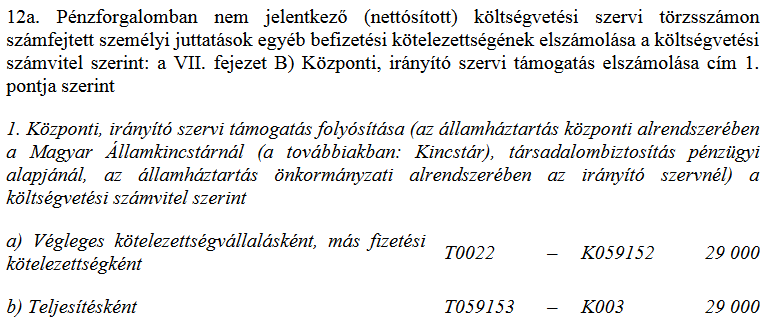 12a. Pénzforgalomban nem jelentkező (nettósított) költségvetési szervi törzsszámon
számfejtett személyi juttatások egyéb befizetési kötelezettségének elszámolása a költségvetési
számvitel szerint: a VII. fejezet B) Központi, irányító szervi támogatás elszámolása cím 1.
pontja szerint
1. Központi, irányító szervi támogatás folyósítása (az államháztartás központi alrendszerében
a Magyar Államkincstárnál (a továbbiakban: Kincstár), társadalombiztosítás pénzügyi
alapjánál, az államháztartás önkormányzati alrendszerében az irányító szervnél) a
költségvetési számvitel szerint
a) Végleges kötelezettségvállalásként, más fizetési
kötelezettségként T0022 – K059152 29 000
b) Teljesítésként T059153 – K003 29 000